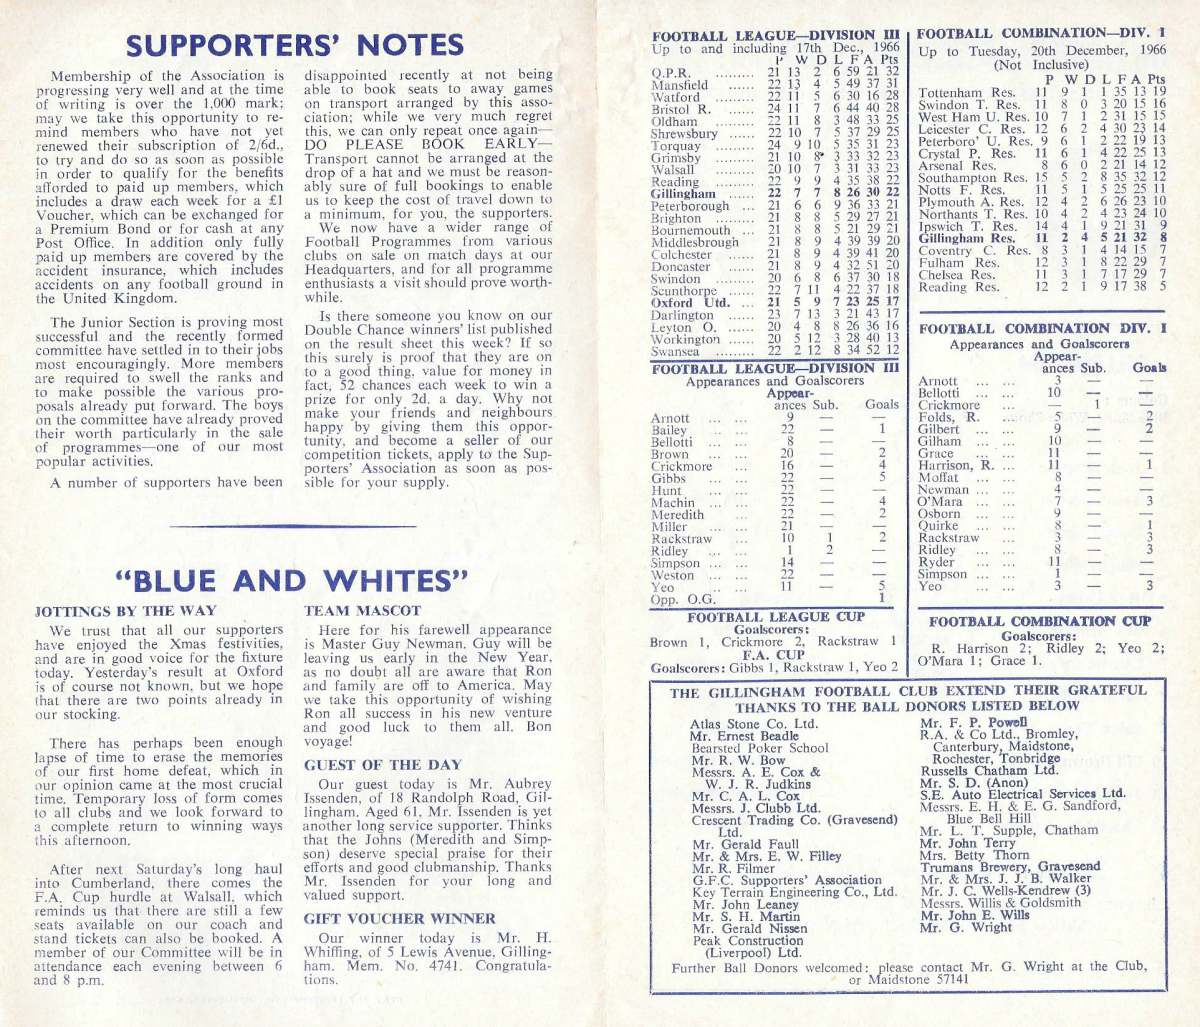 SUPPORTERS' NOTES
Membership of the Association is
progressing very well and at the time
of writing is over the 1,000 mark;
may we take this opportunity to re-
mind members who have not yet
renewed their subscription of 2/6d.,
to try and do so as soon as possible
in order to qualify for the benefits
afforded to paid up members, which
includes a draw each week for a £1
Voucher, which can be exchanged for
a Premium Bond or for cash at any
Post Office. In addition only fully
paid up members are covered by the
accident insurance, which includes
accidents on any football ground in
the United Kingdom.
The Junior Section is proving most
successful and the recently formed
committee have settled in to their jobs
most encouragingly. More members
are required to swell the ranks and
to make possible the various pro-
posals already put forward. The boys
on the committee have already proved
their worth particularly in the sale
of programmes—one of our most
popular activities.
A number of supporters have been
disappointed recently at not being
able to book seats to away games
on transport arranged by this asso-
ciation; while we very much regret
this, we can only repeat once again—
DO PLEASE BOOK EARLY—
Transport cannot be arranged at the
drop of a hat and we must be reason-
ably sure of full bookings to enable
us to keep the cost of travel down to
a minimum, for you, the supporters.
We now have a wider range of
Football Programmes from various
clubs on sale on match days at our
Headquarters, and for all programme
enthusiasts a visit should prove worth-
while.
Is there someone you know on our
Double Chance winners' list published
on the result sheet this week? If so
this surely is proof that they are on
to a good thing, value for money in
fact, 52 chances each week to win a
prize for only 2d. a day. Why not
make your friends and neighbours
happy by giving them this oppor-
tunity, and become a seller of our
competition tickets, apply to the Sup-
porters' Association as soon as pos-
sible for your supply.
"BLUE AND WHITES"
JOTTINGS BY THE WAY
We trust that all our supporters
have enjoyed the Xmas festivities,
and are in good voice for the fixture
today. Yesterday's result at Oxford
is of course not known, but we hope
that there are two points already in
our stocking.
There has perhaps been enough
lapse of time to erase the memories
of our first home defeat, which in
our opinion came at the most crucial
time. Temporary loss of form comes
to all clubs and we look forward to
a complete return to winning ways
this afternoon.
After next Saturday's long haul
into Cumberland, there comes the
F.A. Cup hurdle at Walsall, which
reminds us that there are still a few
seats available on our coach and
stand tickets can also be booked. A
member of our Committee will be in
attendance each evening between 6
and 8 p.m.
TEAM MASCOT
Here for his farewell appearance
is Master Guy Newman. Guy will be
leaving us early in the New Year,
as no doubt all are aware that Ron
and family are off to America. May
we take this opportunity of wishing
Ron all success in his new venture
and good luck to them all. Bon
voyage!
GUEST OF THE DAY
Our guest today is Mr. Aubrey
Issenden, of 18 Randolph Road, Gil-
lingham. Aged 61, Mr. Issenden is yet
another long service supporter. Thinks
that the Johns (Meredith and Simp-
son) deserve special praise for their
efforts and good clubmanship. Thanks
Mr. Issenden for your long and
valued support.
GIFT VOUCHER WINNER
Our winner today is Mr. H.
Whiffing, of 5 Lewis Avenue, Gilling-
ham. Mem. No. 4741. Congratula-
tions.
FOOTBALL LEAGUE—DIVISION III
Up to and including 17th Dec., 1966
P W D L F A Pts
Q.P.R. ......... 21 13 2 6 59 21 32
Mansfield ...... 22 13 4 5 49 37 31
Watford ......... 22 11 5 6 30 16 28
Bristol R. ...... 24 11 7 6 44 40 28
Oldham ......... 22 11 8 3 48 33 25
Shrewsbury ...... 22 10 7 5 37 29 25
Torquay ......... 24 9 10 5 35 31 23
Grimsby ......... 21 10 8 3 33 32 23
Walsall ......... 20 10 7 3 31 33 23
Reading ......... 22 9 9 4 35 38 22
Gillingham ...... 22 7 7 8 26 30 22
Peterborough ... 21 6 6 9 36 33 21
Brighton ...... 21 8 8 5 29 27 21
Bournemouth ... 21 8 8 5 21 29 21
Middlesbrough 21 8 9 4 39 39 20
Colchester ...... 21 8 9 4 39 41 20
Doncaster ...... 21 8 9 4 32 51 20
Swindon ......... 20 6 8 6 37 30 18
Scunthorpe ...... 22 7 11 4 22 37 18
Oxford Utd. ... 21 5 9 7 23 25 17
Darlington ...... 23 7 13 3 21 43 17
Leyton O. ...... 20 4 8 8 26 36 16
Workington ...... 20 5 12 3 28 40 13
Swansea ......... 22 2 12 8 34 52 12
FOOTBALL LEAGUE—DIVISION III
Appearances and Goalscorers
Appear-
ances Sub. Goals
Arnott ... ... 9 — —
Bailey ... 22 — 1
Bellotti ... 8 — —
Brown ... 20 — 2
Crickmore ... 16 — 4
Gibbs ... ... 22 — 5
Hunt ... ... 22 — —
Machin ... ... 22 — 4
Meredith ... 22 — 2
Miller ... ... 21 — —
Rackstraw ... 10 1 2
Ridley ... ... 1 2 —
Simpson ... ... 14 — —
Weston ... ... 22 — —
Yeo ... ... 11 — 5
Opp. O.G. 1
FOOTBALL LEAGUE CUP
Goalscorers:
Brown 1, Crickmore 2, Rackstraw 1
F.A. CUP
Goalscorers: Gibbs 1, Rackstraw 1, Yeo 2
FOOTBALL COMBINATION—DIV. I
Up to Tuesday, 20th December, 1966
(Not Inclusive)
P W D L F A Pts
Tottenham Res. 11 9 1 1 35 13 19
Swindon T. Res. 11 8 0 3 20 15 16
West Ham U. Res. 10 7 1 2 31 15 15
Leicester C. Res. 12 6 2 4 30 23 14
Peterboro' U. Res. 9 6 1 2 22 19 13
Crystal P. Res. 11 6 1 4 22 25 13
Arsenal Res. 8 6 0 2 21 14 12
Southampton Res. 15 5 2 8 35 32 12
Notts F. Res. 11 5 1 5 25 25 11
Plymouth A. Res. 12 4 2 6 26 23 10
Northants T. Res. 10 4 2 4 23 24 10
Ipswich T. Res. 14 4 1 9 21 31 9
Gillingham Res. 11 2 4 5 21 32 8
Coventry C. Res. 8 3 1 4 14 15 7
Fulham Res. 12 3 1 8 22 29 7
Chelsea Res. 11 3 1 7 17 29 7
Reading Res. 12 2 1 9 17 38 5
FOOTBALL COMBINATION DIV. I
Appearances and Goalscorers
Appear-
ances Sub. Goals
Arnott ... ... 3 — —
Bellotti ... 10 — —
Crickmore ... — 1 —
Folds, R. ... 5 — 2
Gilbert ... ... 9 — 2
Gilham ... ... 10 — —
Grace ... ... 11 — —
Harrison, R. ... 11 — 1
Moffat ... ... 8 — —
Newman ... ... 4 — —
O'Mara ... ... 7 — 3
Osborn ... ... 9 — —
Quirke ... ... 8 — 1
Rackstraw ... 3 — 3
Ridley ... ... 8 — 3
Ryder ... ... 11 — —
Simpson ... ... 1 — —
Yeo ... ... 3 — 3
FOOTBALL COMBINATION CUP
Goalscorers:
R. Harrison 2; Ridley 2; Yeo 2;
O'Mara 1; Grace 1.
THE GILLINGHAM FOOTBALL CLUB EXTEND THEIR GRATEFUL
THANKS TO THE BALL DONORS LISTED BELOW
Atlas Stone Co. Ltd.
Mr. Ernest Beadle
Bearsted Poker School
Mr. R. W. Bow
Messrs. A. E. Cox &
W. J. R. Judkins
Mr. C. A. L. Cox
Messrs. J. Clubb Ltd.
Crescent Trading Co. (Gravesend)
Ltd.
Mr. Gerald Faull
Mr. & Mrs. E. W. Filley
Mr. R. Filmer
G.F.C. Supporters' Association
Key Terrain Engineering Co., Ltd.
Mr. John Leaney
Mr. S. H. Martin
Mr. Gerald Nissen
Peak Construction
(Liverpool) Ltd.
Mr. F. P. Powell
R.A. & Co Ltd., Bromley,
Canterbury, Maidstone,
Rochester, Tonbridge
Russells Chatham Ltd.
Mr. S. D. (Anon)
S.E. Auto Electrical Services Ltd.
Messrs. E. H. & E. G. Sandford,
Blue Bell Hill
Mr. L. T. Supple, Chatham
Mr. John Terry
Mrs. Betty Thorn
Trumans Brewery, Gravesend
Mr. & Mrs. J. J. B. Walker
Mr. J. C. Wells-Kendrew (3)
Messrs. Willis & Goldsmith
Mr. John E. Wills
Mr. G. Wright
Further Ball Donors welcomed: please contact Mr. G. Wright at the Club,
or Maidstone 57141